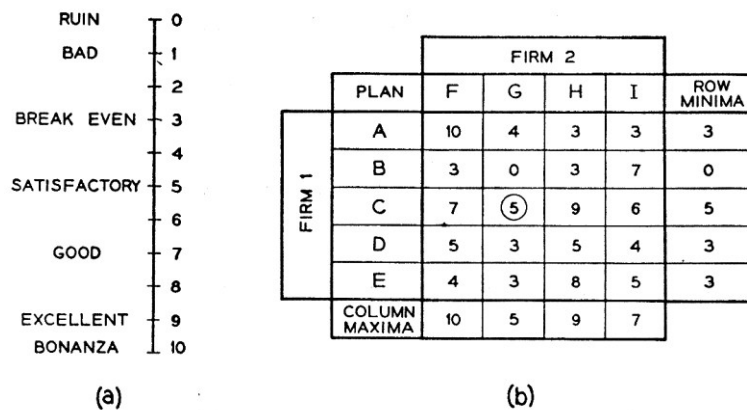 RUIN 0
BAD 1
2
BREAK EVEN 3
4
SATISFACTORY 5
6
GOOD 7
8
EXCELLENT 9
BONANZA 10
(a)
FIRM 2
PLAN F G H I ROW MINIMA
FIRM 1
A 10 4 3 3 3
B 3 0 3 7 0
C 7 5 9 6 5
D 5 3 5 4 3
E 4 3 8 5 3
COLUMN MAXIMA 10 5 9 7
(b)